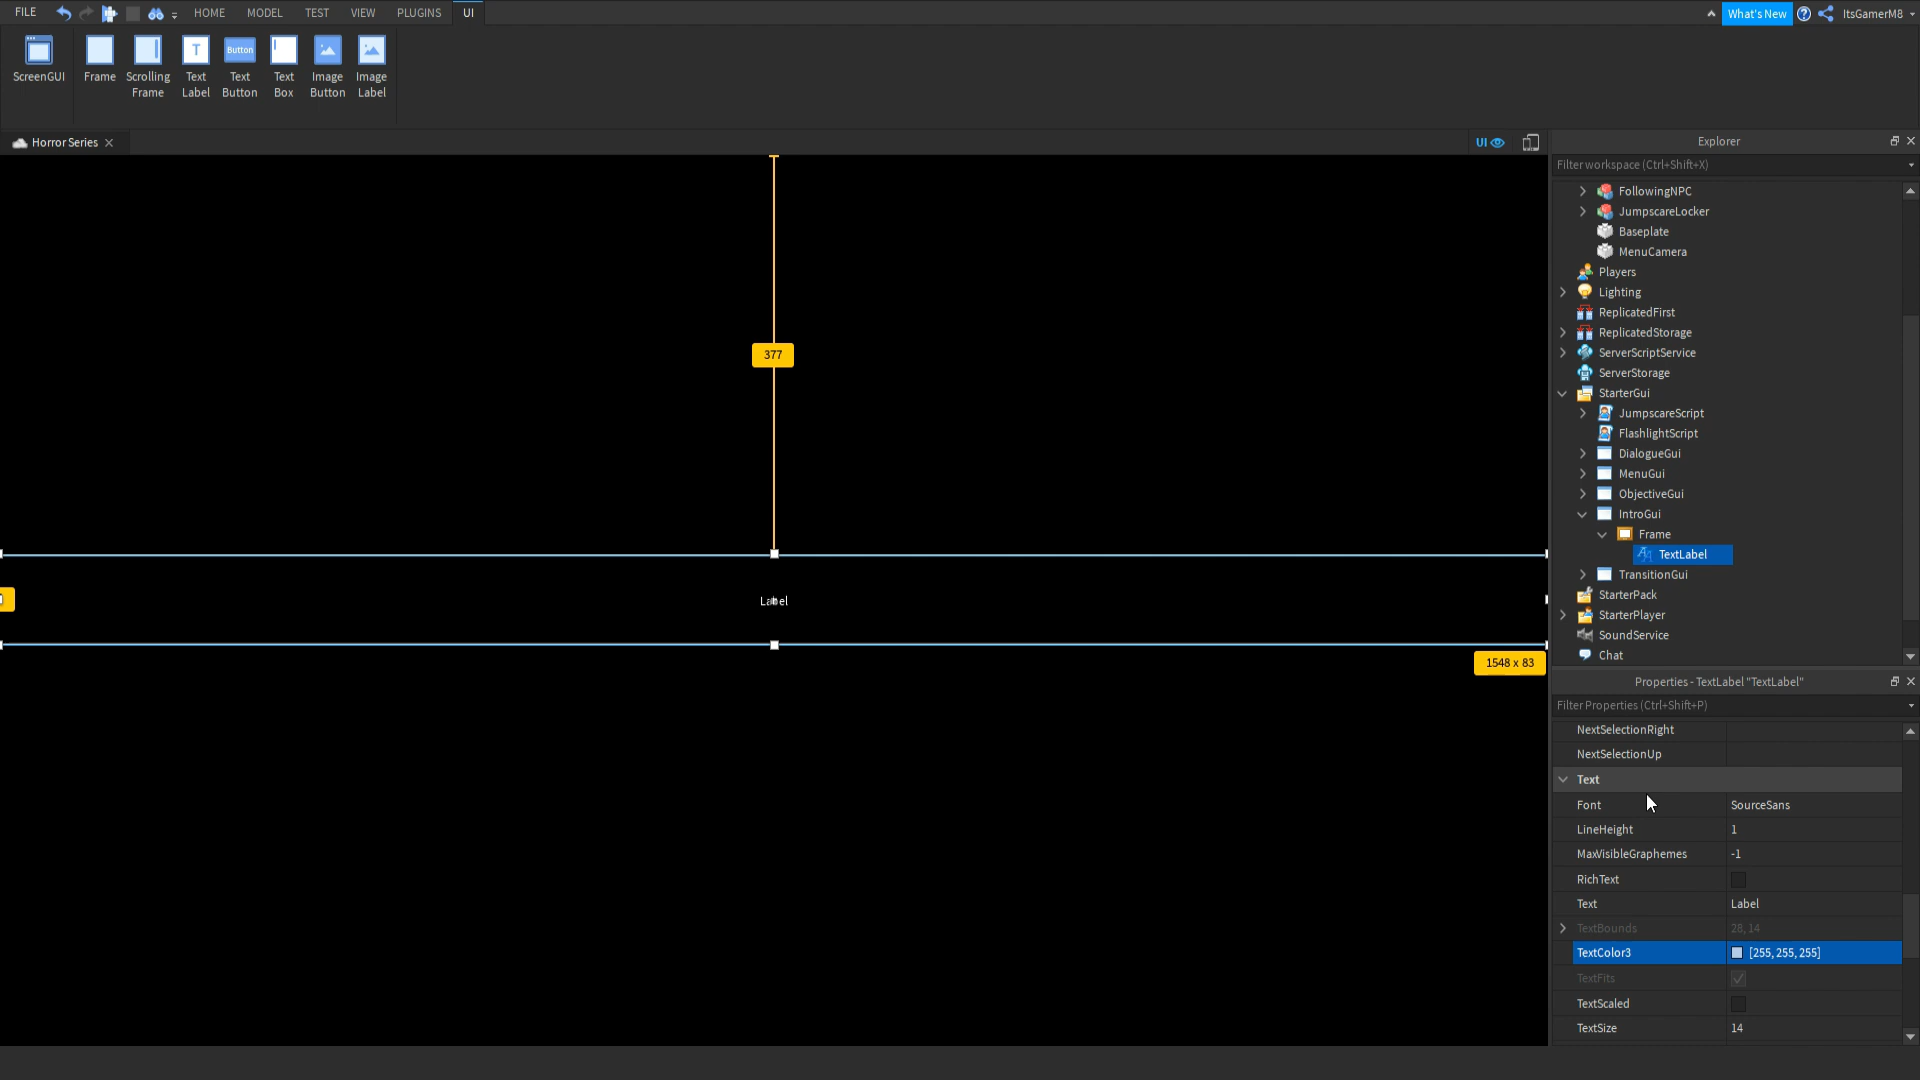 FILE HOME MODEL TEST VIEW PLUGINS UI What's New ItsGamerM8
ScreenGUI Frame Scrolling Frame Text Label Text Button Button Text Box Image Button Image Label
Horror Series UI
377
Label
1548 x 83
Explorer
Filter workspace (Ctrl+Shift+X)
FollowingNPC
JumpscareLocker
Baseplate
MenuCamera
Players
Lighting
ReplicatedFirst
ReplicatedStorage
ServerScriptService
ServerStorage
StarterGui
JumpscareScript
FlashlightScript
DialogueGui
MenuGui
ObjectiveGui
IntroGui
Frame
TextLabel
TransitionGui
StarterPack
StarterPlayer
SoundService
Chat
Properties - TextLabel "TextLabel"
Filter Properties (Ctrl+Shift+P)
NextSelectionRight
NextSelectionUp
Text
Font SourceSans
LineHeight 1
MaxVisibleGraphemes -1
RichText
Text Label
TextBounds 28, 14
TextColor3 [255, 255, 255]
TextFits
TextScaled
TextSize 14